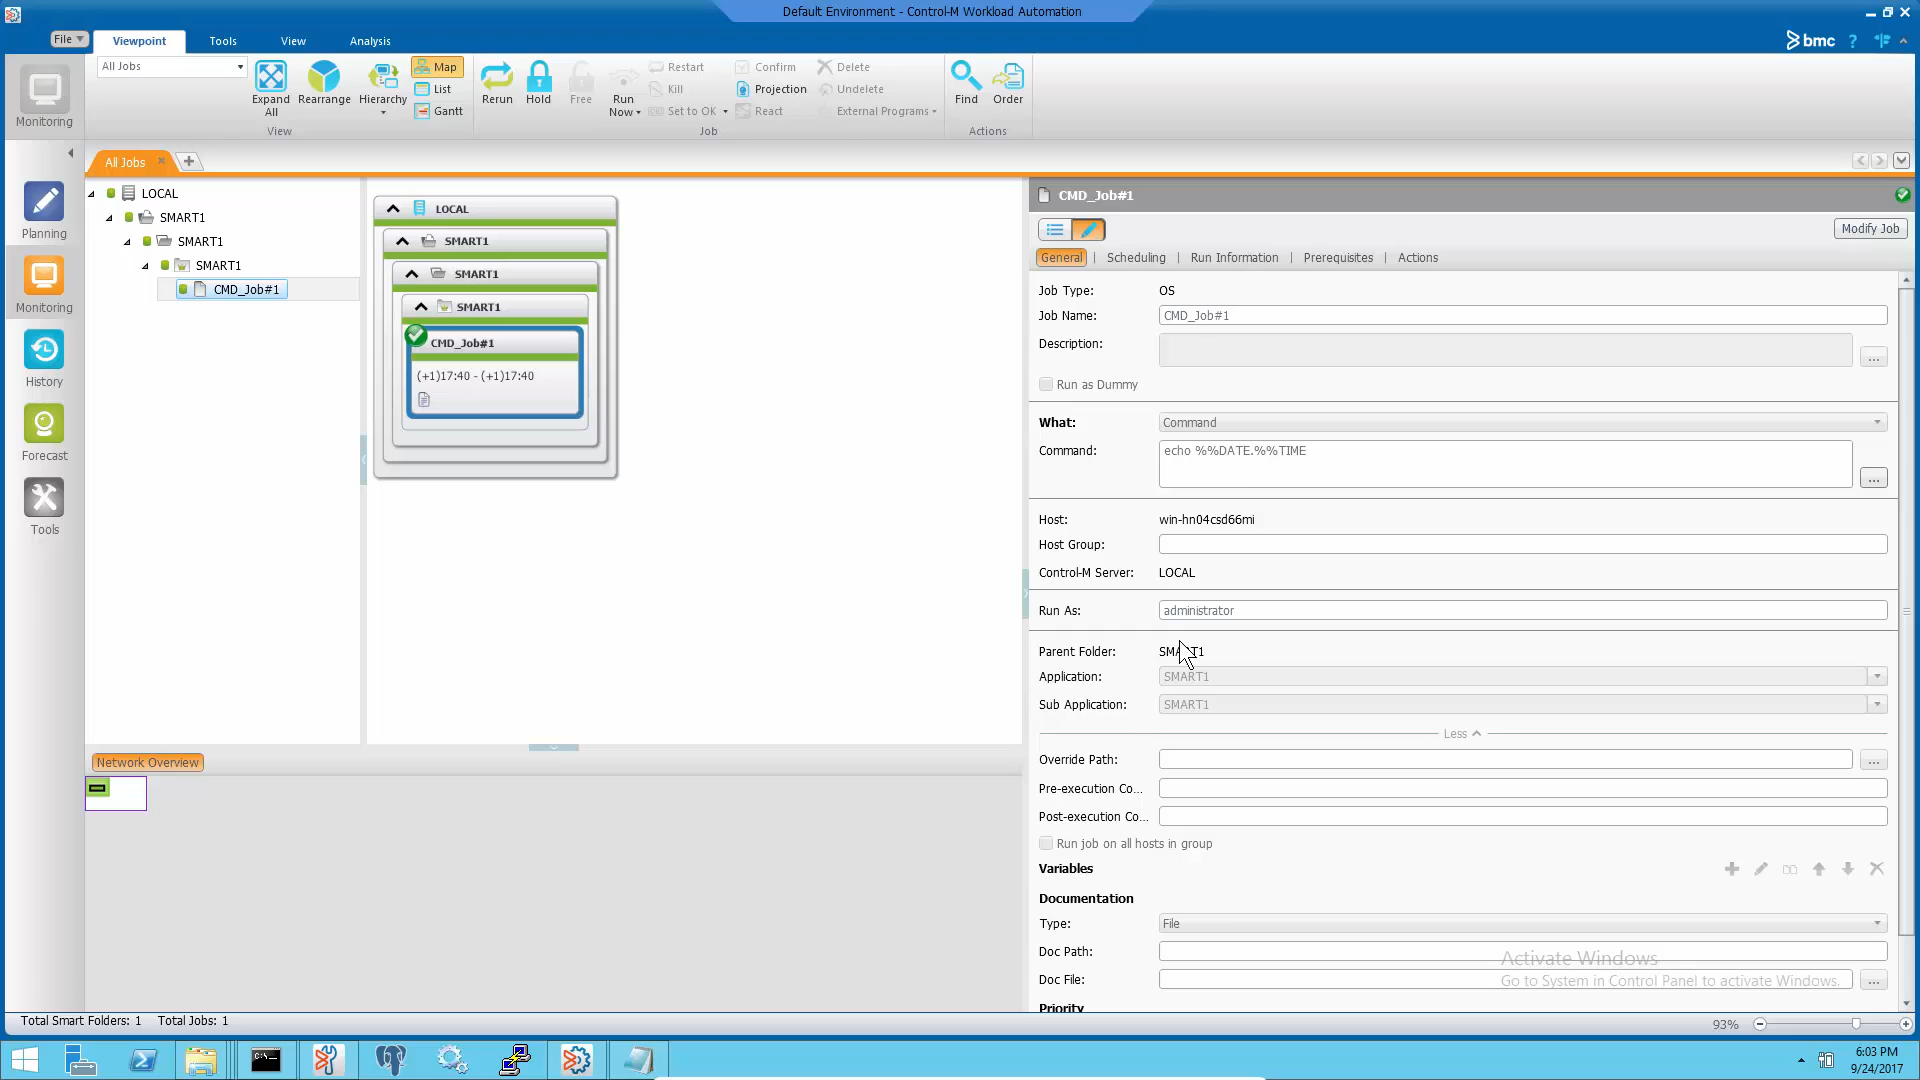 Default Environment - Control-M Workload Automation
File
Viewpoint
Tools
View
Analysis
bmc
?
Monitoring
All Jobs
Expand All
Rearrange
Hierarchy
Map
List
Gantt
View
Rerun
Hold
Free
Run Now
Restart
Kill
Set to OK
Confirm
Projection
React
Delete
Undelete
External Programs
Job
Find
Order
Actions
All Jobs
Planning
Monitoring
History
Forecast
Tools
LOCAL
SMART1
SMART1
SMART1
CMD_Job#1
LOCAL
SMART1
SMART1
SMART1
CMD_Job#1
(+1)17:40 - (+1)17:40
Network Overview
CMD_Job#1
Modify Job
General | Scheduling | Run Information | Prerequisites | Actions
Job Type: OS
Job Name: CMD_Job#1
Description:
...
Run as Dummy
What: Command
Command: echo %%DATE.%%TIME
...
Host: win-hn04csd66mi
Host Group:
Control-M Server: LOCAL
Run As: administrator
Parent Folder: SMART1
Application: SMART1
Sub Application: SMART1
Less
Override Path:
...
Pre-execution Co...
Post-execution Co...
Run job on all hosts in group
Variables
Documentation
Type: File
Doc Path:
Doc File:
...
Priority
Activate Windows
Go to System in Control Panel to activate Windows.
Total Smart Folders: 1 Total Jobs: 1
93%
6:03 PM
9/24/2017